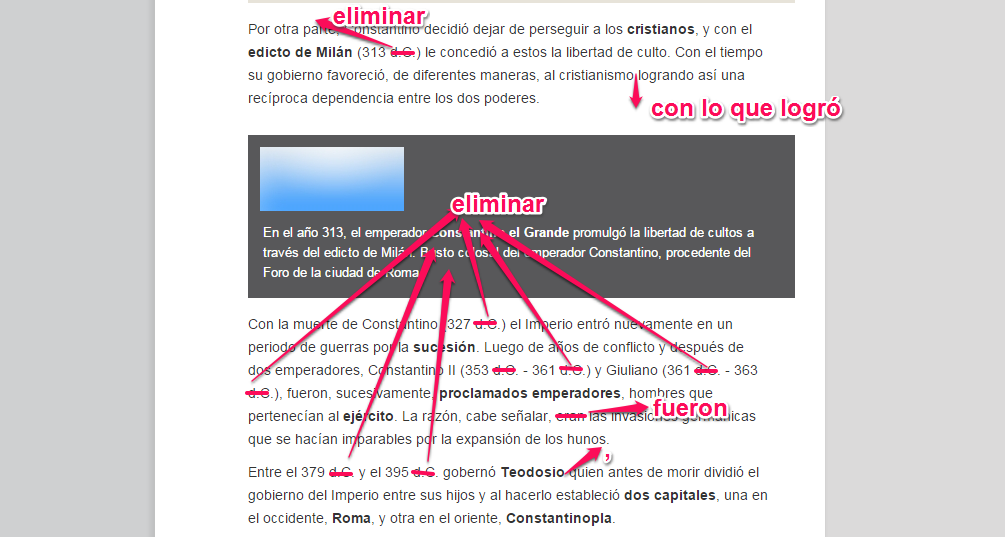 eliminar
Por otra parte, Constantino decidió dejar de perseguir a los cristianos, y con el
edicto de Milán (313 d.C.) le concedió a estos la libertad de culto. Con el tiempo
su gobierno favoreció, de diferentes maneras, al cristianismo logrando así una
recíproca dependencia entre los dos poderes.
con lo que logró
eliminar
En el año 313, el emperador Constantino el Grande promulgó la libertad de cultos a
través del edicto de Milán. Busto colosal del emperador Constantino, procedente del
Foro de la ciudad de Roma.
Con la muerte de Constantino (327 d.C.) el Imperio entró nuevamente en un
periodo de guerras por la sucesión. Luego de años de conflicto y después de
dos emperadores, Constantino II (353 d.C. - 361 d.C.) y Giuliano (361 d.C. - 363
d.C.), fueron, sucesivamente, proclamados emperadores, hombres que
pertenecían al ejército. La razón, cabe señalar, eran las invasiones germánicas
fueron
que se hacían imparables por la expansión de los hunos.
,
Entre el 379 d.C. y el 395 d.C. gobernó Teodosio quien antes de morir dividió el
gobierno del Imperio entre sus hijos y al hacerlo estableció dos capitales, una en
el occidente, Roma, y otra en el oriente, Constantinopla.